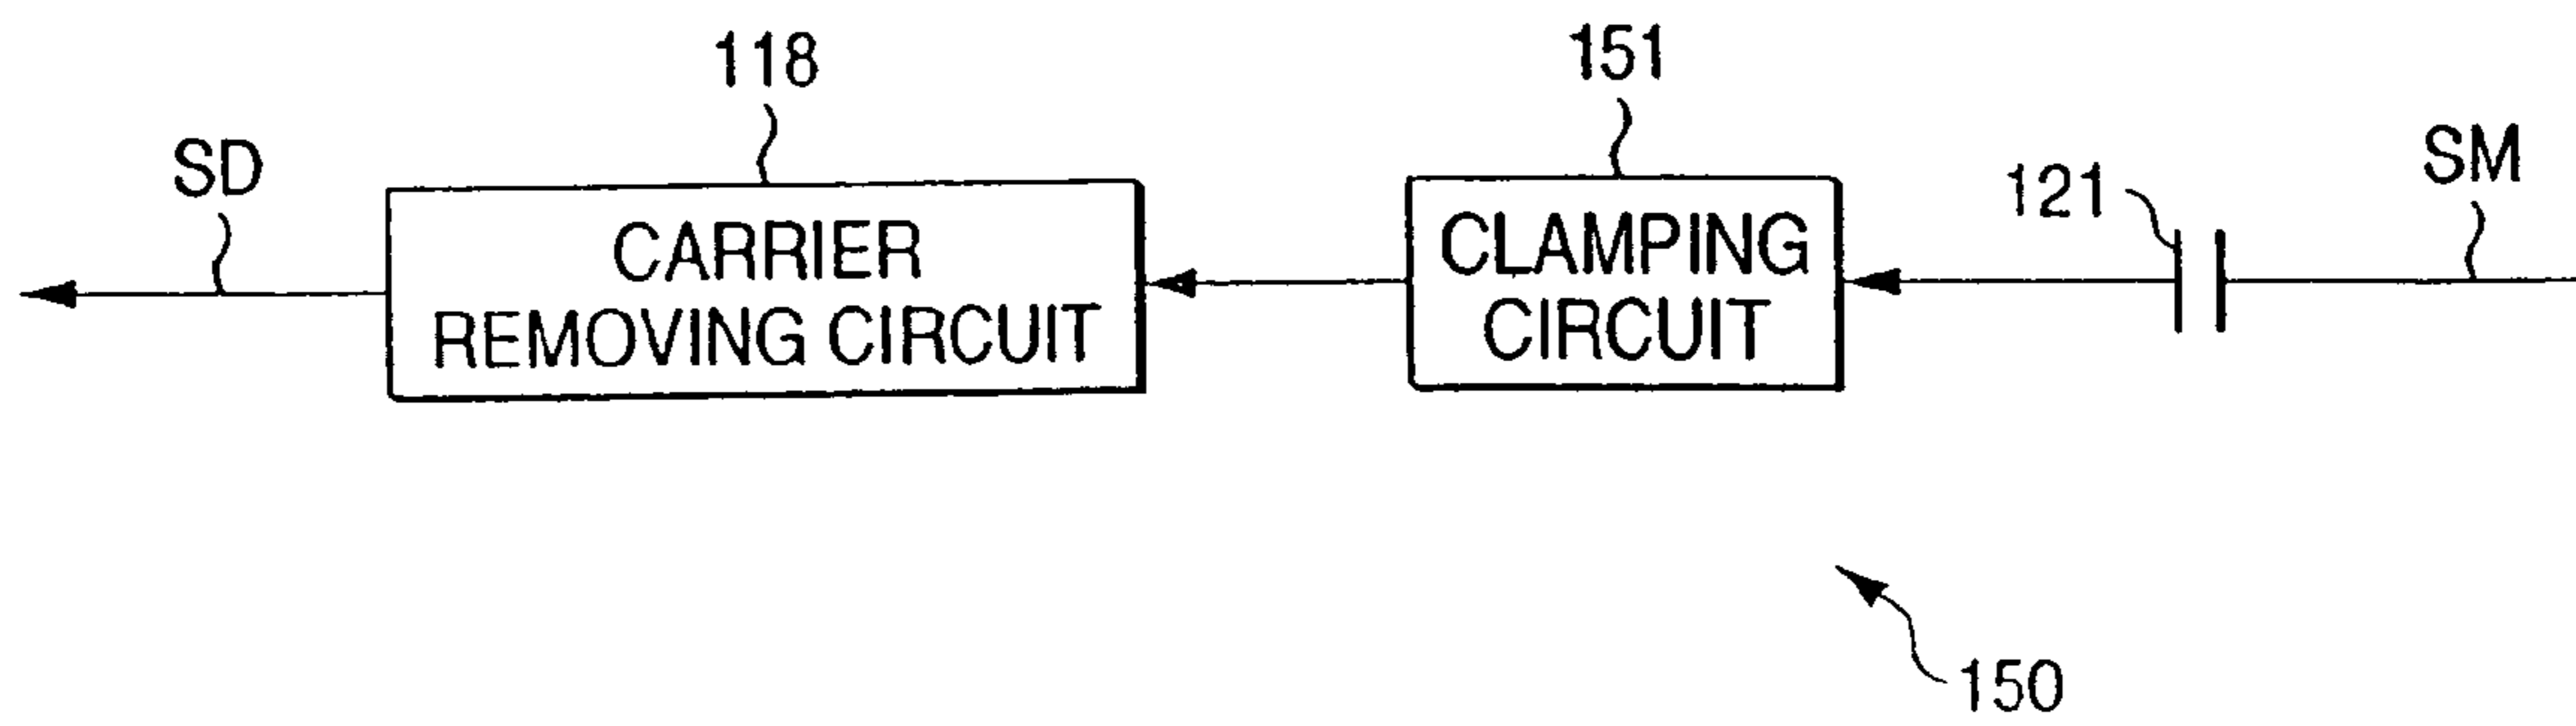 118
151
SD
121
SM
CARRIER
REMOVING CIRCUIT
CLAMPING
CIRCUIT
150